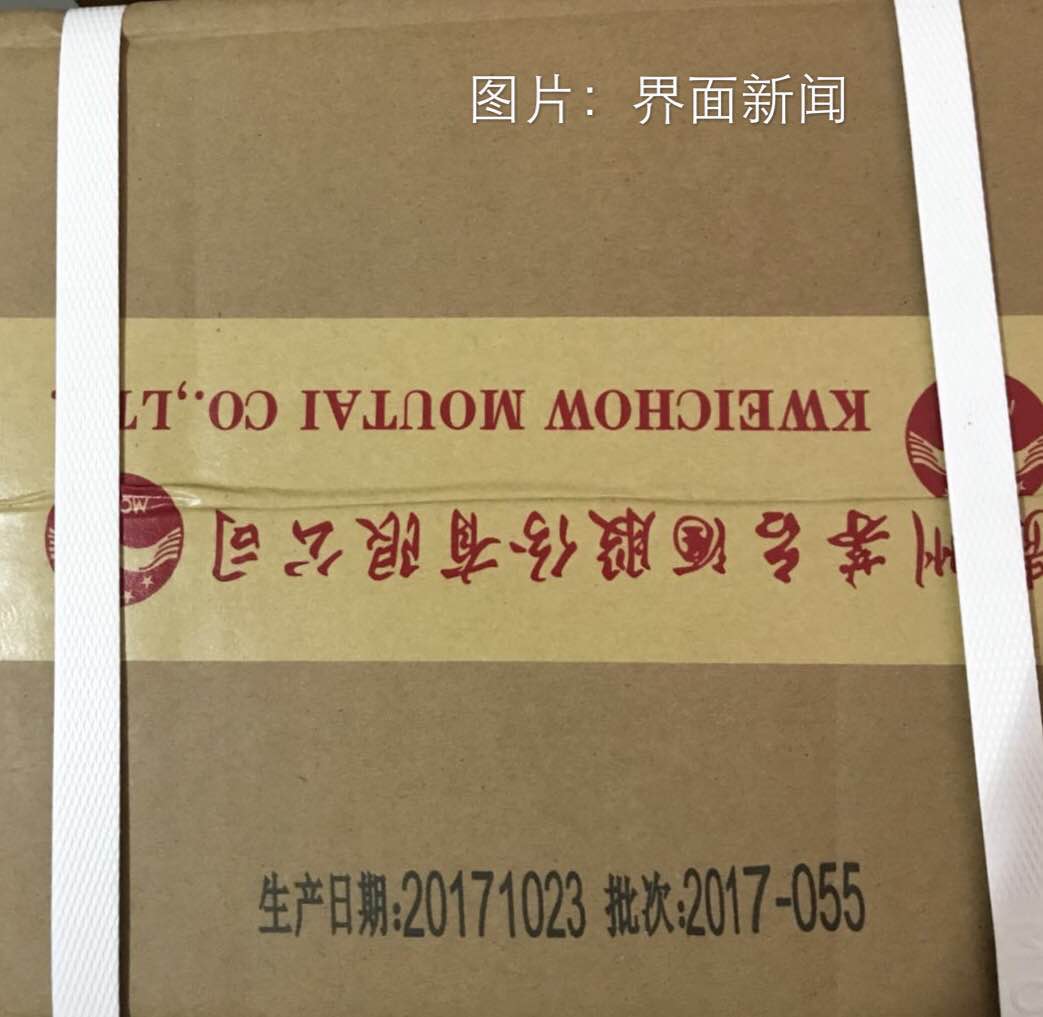 图片：界面新闻
KWEICHOW MOUTAI CO.,LT
州茅台酒股份有限公司
生产日期:20171023 批次:2017-055